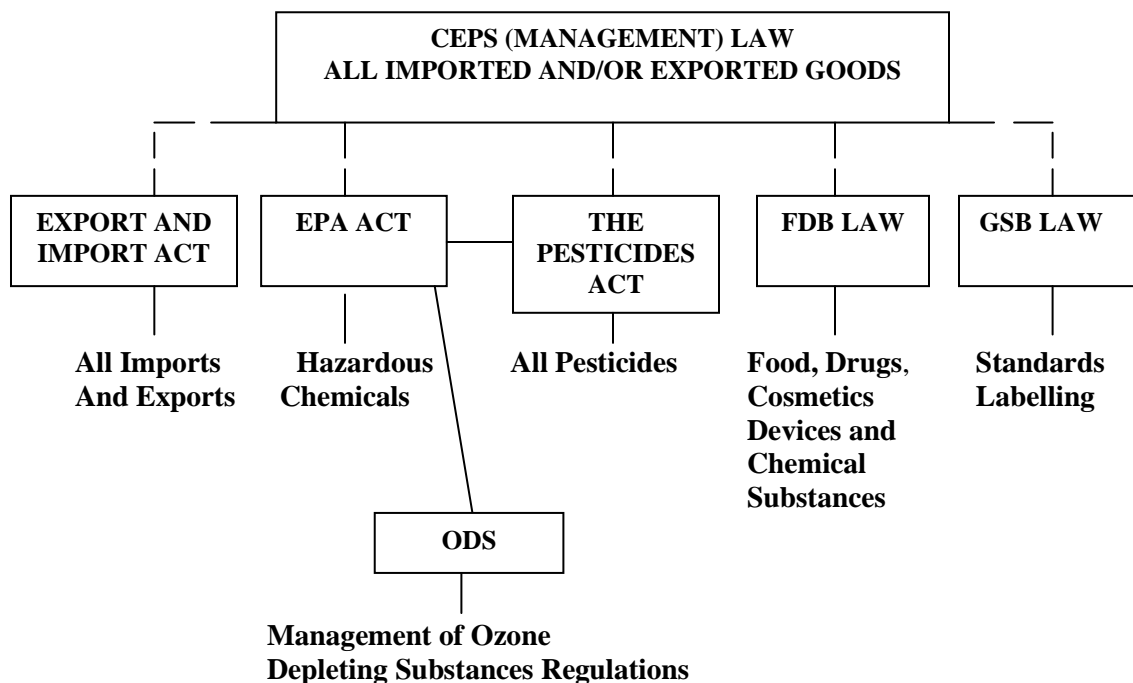 CEPS (MANAGEMENT) LAW
ALL IMPORTED AND/OR EXPORTED GOODS
EXPORT AND
IMPORT ACT
EPA ACT
THE
PESTICIDES
ACT
FDB LAW
GSB LAW
All Imports
And Exports
Hazardous
Chemicals
All Pesticides
Food, Drugs,
Cosmetics
Devices and
Chemical
Substances
Standards
Labelling
ODS
Management of Ozone
Depleting Substances Regulations